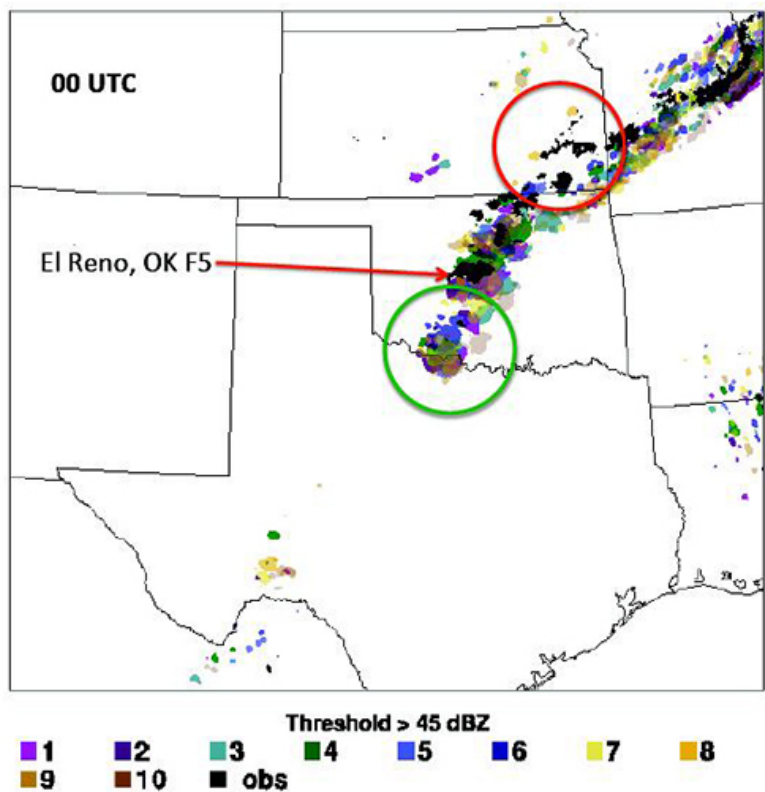 00 UTC
El Reno, OK F5
Threshold > 45 dBZ
1 2 3 4 5 6 7 8
9 10 obs